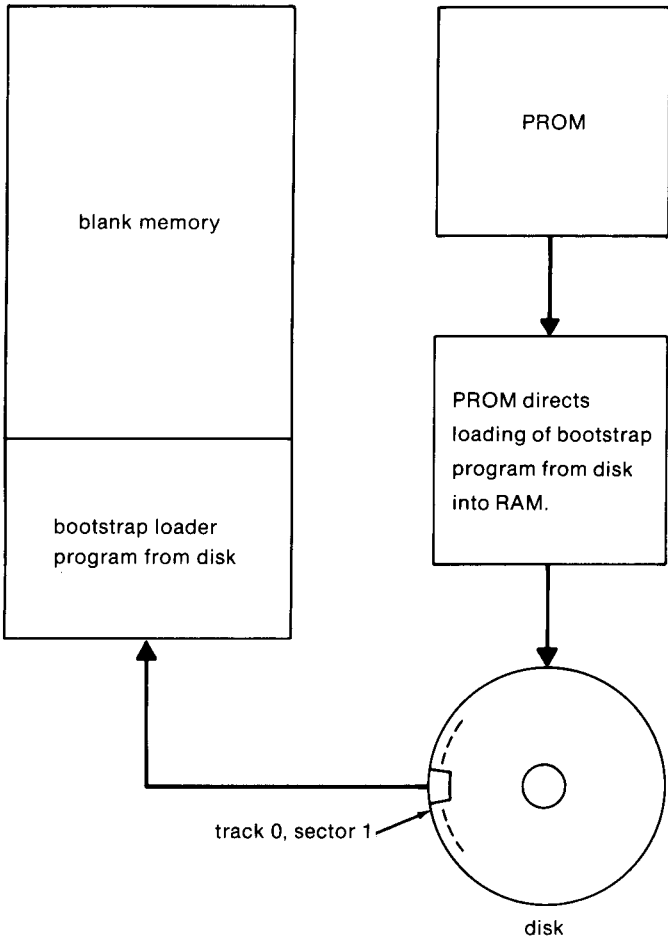 PROM
blank memory
PROM directs
loading of bootstrap
program from disk
into RAM.
bootstrap loader
program from disk
track 0, sector 1
disk